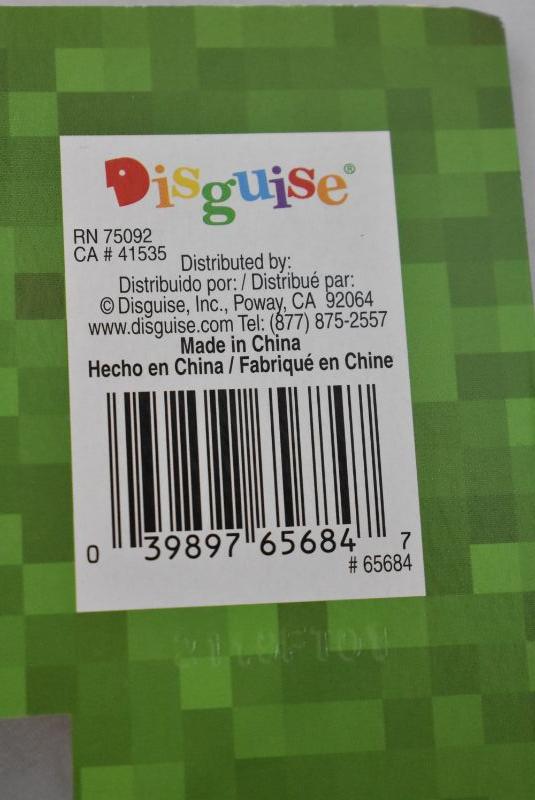 Disguise®
RN 75092
CA # 41535
Distributed by:
Distribuido por: / Distribué par:
© Disguise, Inc., Poway, CA 92064
www.disguise.com Tel: (877) 875-2557
Made in China
Hecho en China / Fabriqué en Chine
0 39897 65684 7
# 65684